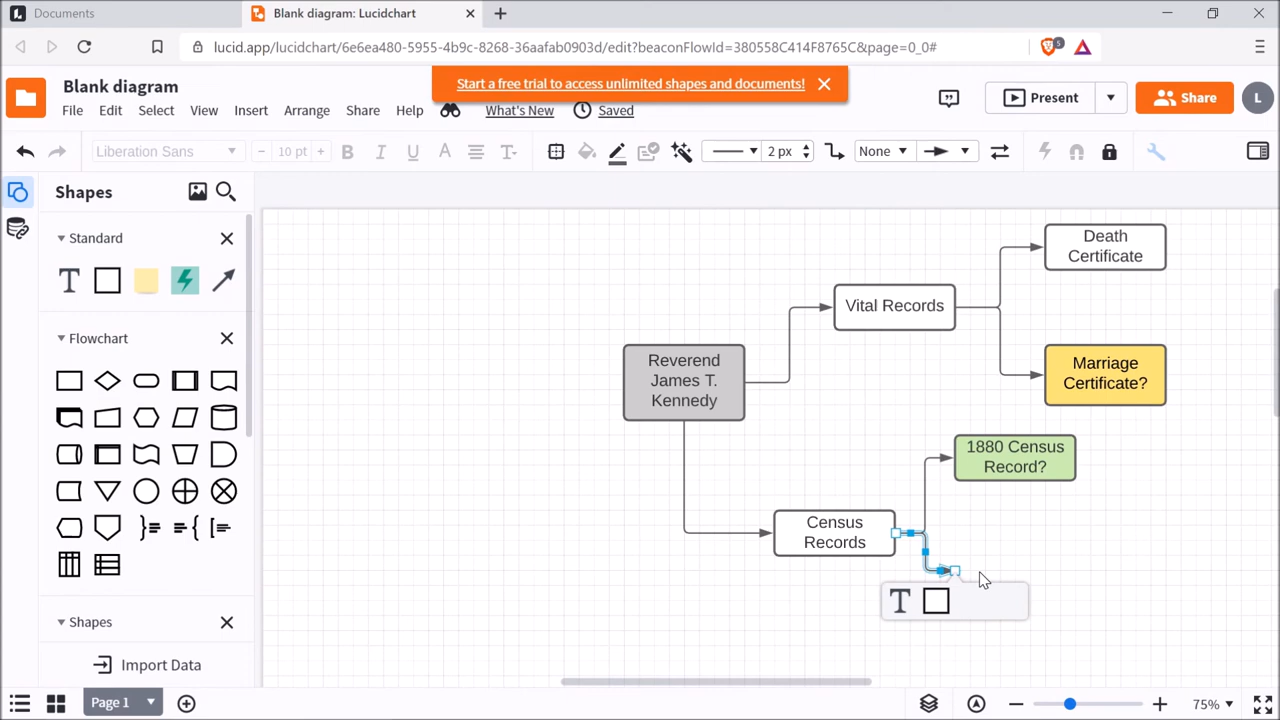 Documents
Blank diagram: Lucidchart
lucid.app/lucidchart/6e6ea480-5955-4b9c-8268-36aafab0903d/edit?beaconFlowId=380558C414F8765C&page=0_0#
5
Blank diagram
Start a free trial to access unlimited shapes and documents!
File Edit Select View Insert Arrange Share Help What's New Saved
Present
Share
L
Liberation Sans
10 pt
2 px
None
Shapes
Standard
Flowchart
Shapes
Import Data
Death
Certificate
Vital Records
Reverend
James T.
Kennedy
Marriage
Certificate?
1880 Census
Record?
Census
Records
Page 1
75%